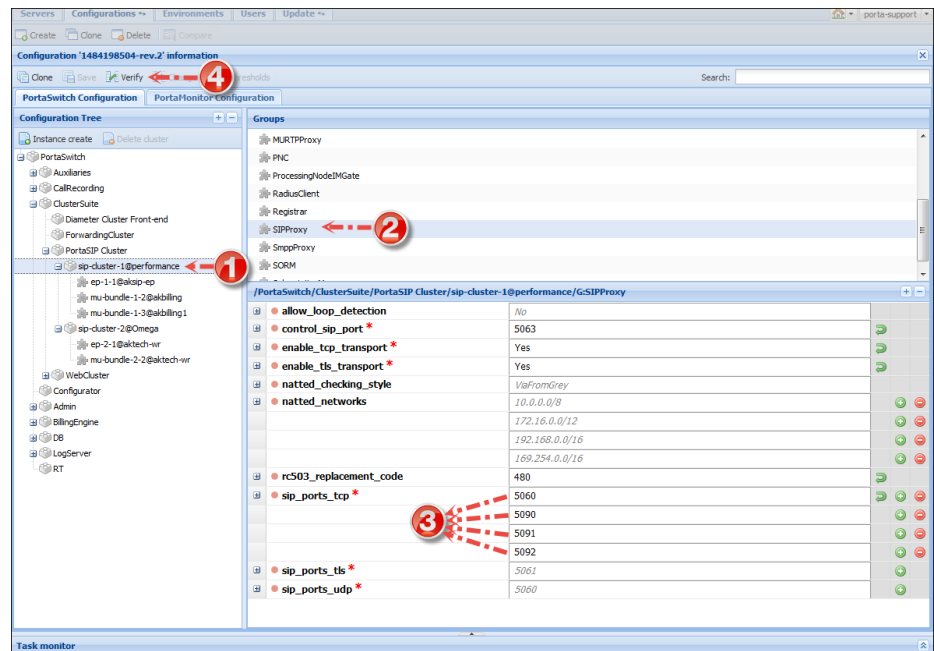 Servers Configurations Environments Users Update porta-support
Create Clone Delete Compare
Configuration '1484198504-rev.2' information
Clone Save Verify 4 resholds Search:
PortaSwitch Configuration PortaMonitor Configuration
Configuration Tree
Groups
Instance create Delete cluster
PortaSwitch
Auxiliaries
CallRecording
ClusterSuite
Diameter Cluster Front-end
ForwardingCluster
PortaSIP Cluster
sip-cluster-1@performance 1
ep-1-1@aksip-ep
mu-bundle-1-2@akbilling
mu-bundle-1-3@akbilling1
sip-cluster-2@Omega
ep-2-1@aktech-wr
mu-bundle-2-2@aktech-wr
WebCluster
Configurator
Admin
BillingEngine
DB
LogServer
RT
MURTPProxy
PNC
ProcessingNodeIMGate
RadiusClient
Registrar
SIPProxy 2
SmppProxy
SORM
/PortaSwitch/ClusterSuite/PortaSIP Cluster/sip-cluster-1@performance/G:SIPProxy
allow_loop_detection No
control_sip_port * 5063
enable_tcp_transport * Yes
enable_tls_transport * Yes
natted_checking_style ViaFromGrey
natted_networks 10.0.0.0/8
172.16.0.0/12
192.168.0.0/16
169.254.0.0/16
rc503_replacement_code 480
sip_ports_tcp * 5060
3 5090
5091
5092
sip_ports_tls * 5061
sip_ports_udp * 5060
Task monitor